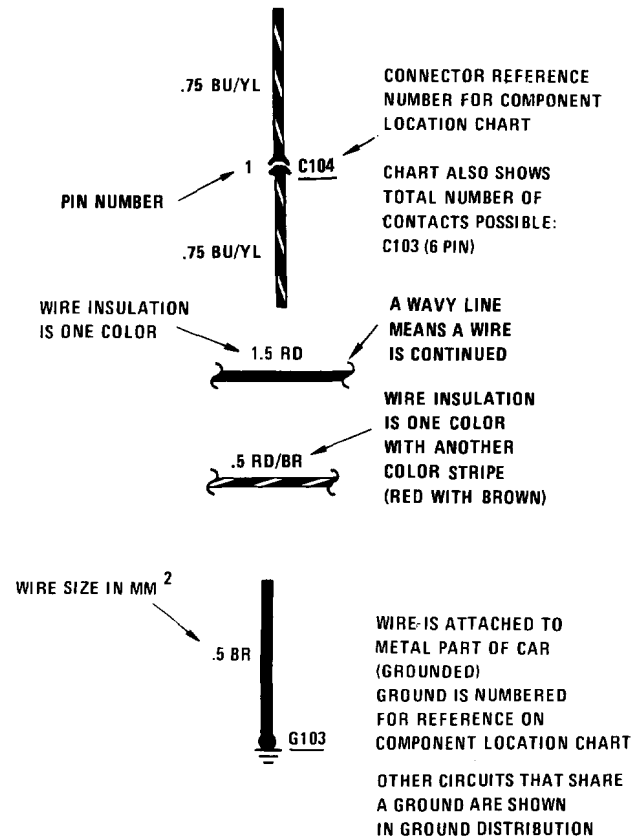 .75 BU/YL
CONNECTOR REFERENCE
NUMBER FOR COMPONENT
LOCATION CHART
1
C104
PIN NUMBER
CHART ALSO SHOWS
TOTAL NUMBER OF
CONTACTS POSSIBLE:
C103 (6 PIN)
.75 BU/YL
WIRE INSULATION
IS ONE COLOR
1.5 RD
A WAVY LINE
MEANS A WIRE
IS CONTINUED
.5 RD/BR
WIRE INSULATION
IS ONE COLOR
WITH ANOTHER
COLOR STRIPE
(RED WITH BROWN)
WIRE SIZE IN MM 2
.5 BR
G103
WIRE IS ATTACHED TO
METAL PART OF CAR
(GROUNDED)
GROUND IS NUMBERED
FOR REFERENCE ON
COMPONENT LOCATION CHART
OTHER CIRCUITS THAT SHARE
A GROUND ARE SHOWN
IN GROUND DISTRIBUTION